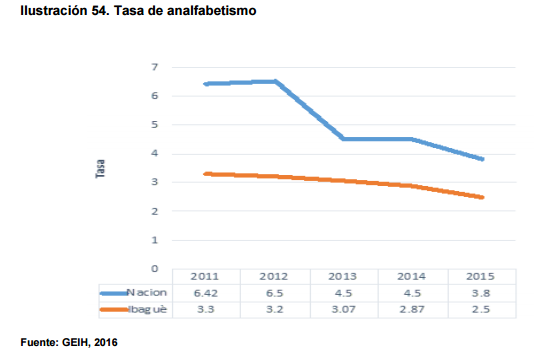 Ilustración 54. Tasa de analfabetismo
7
6
5
4
3
2
1
0
Tasa
2011 2012 2013 2014 2015
Nacion 6.42 6.5 4.5 4.5 3.8
Ibaguè 3.3 3.2 3.07 2.87 2.5
Fuente: GEIH, 2016